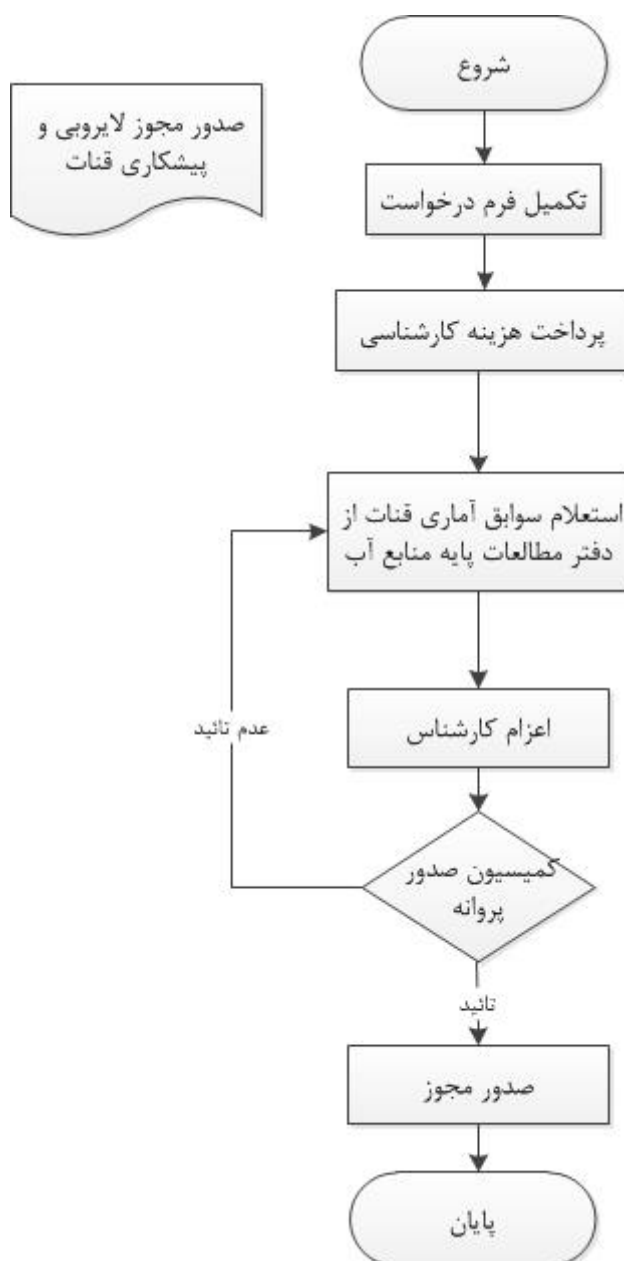 شروع
صدور مجوز لایروبی و
پیشکاری قنات
تکمیل فرم درخواست
پرداخت هزینه کارشناسی
استعلام سوابق آماری قنات از
دفتر مطالعات پایه منابع آب
اعزام کارشناس
عدم تائید
کمیسیون صدور
پروانه
تائید
صدور مجوز
پایان